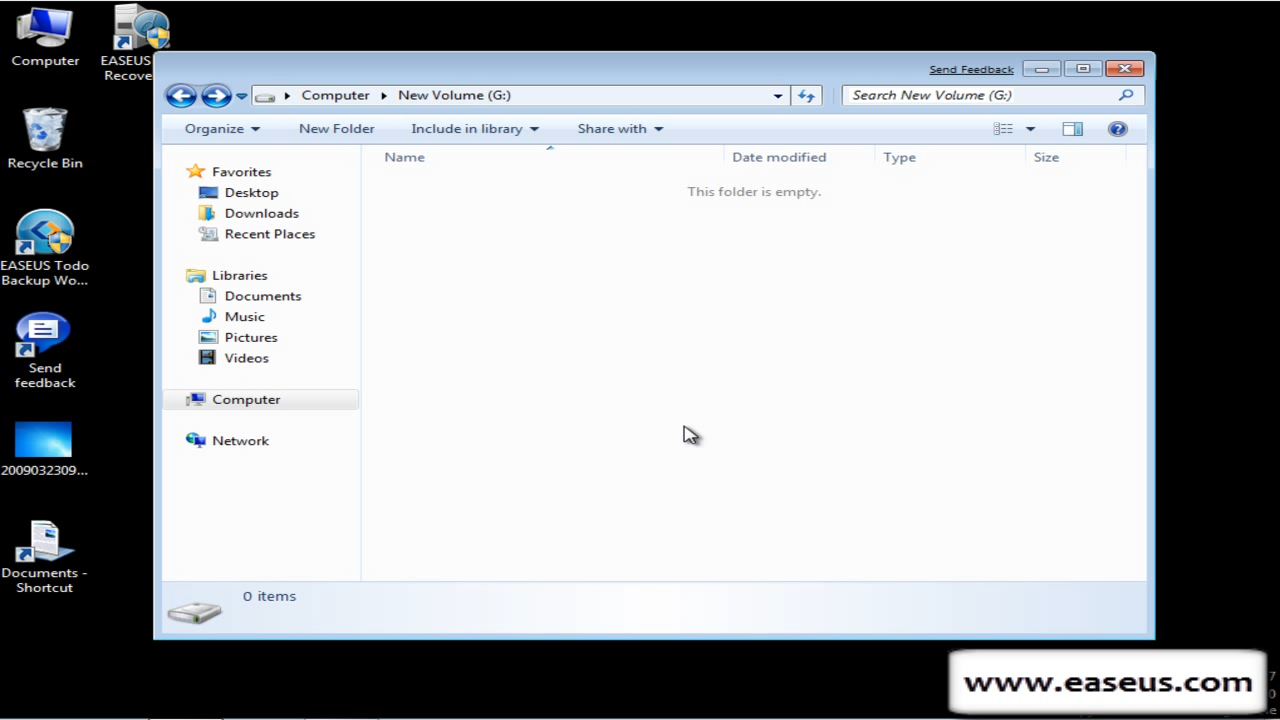 Computer
EASEUS
Recove
Recycle Bin
EASEUS Todo
Backup Wo...
Send
feedback
2009032309...
Documents -
Shortcut
Send Feedback
Computer
New Volume (G:)
Search New Volume (G:)
Organize
New Folder
Include in library
Share with
Name
Date modified
Type
Size
This folder is empty.
Favorites
Desktop
Downloads
Recent Places
Libraries
Documents
Music
Pictures
Videos
Computer
Network
0 items
www.easeus.com